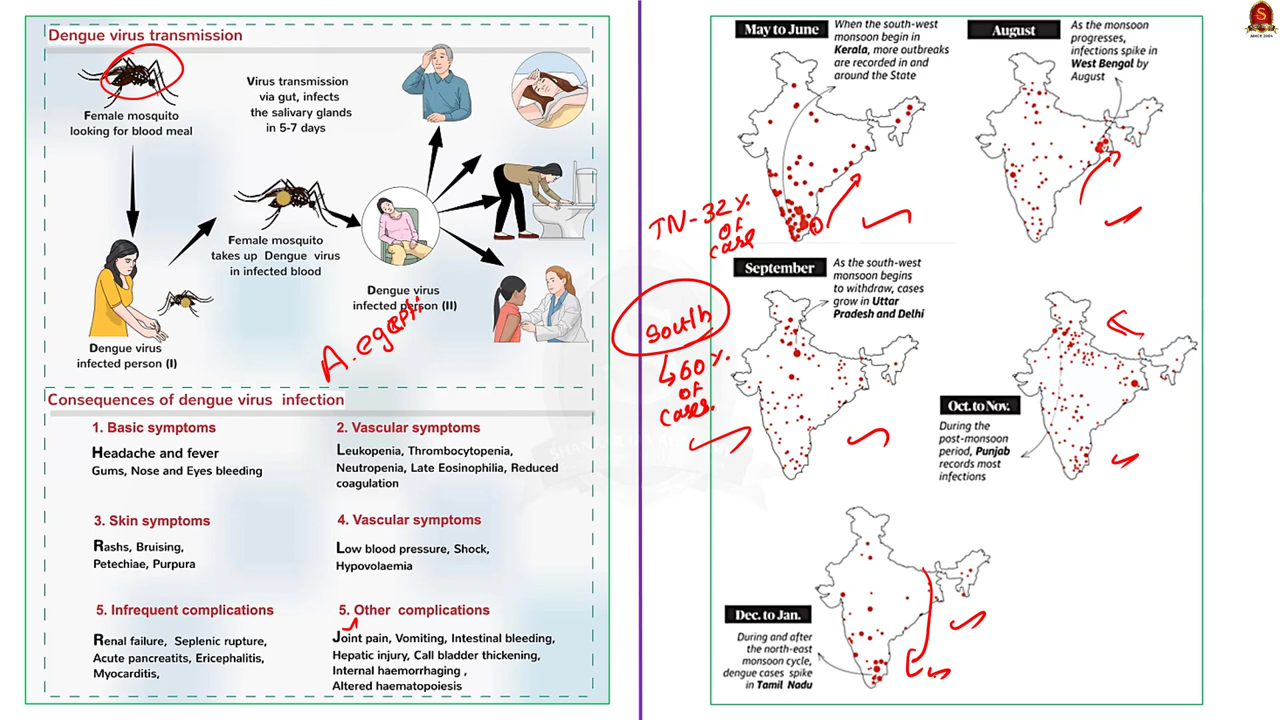 Dengue virus transmission
Female mosquito
looking for blood meal
Virus transmission
via gut, infects
the salivary glands
in 5-7 days
Female mosquito
takes up Dengue virus
in infected blood
Dengue virus
infected person (II)
Dengue virus
infected person (I)
Consequences of dengue virus infection
1. Basic symptoms
Headache and fever
Gums, Nose and Eyes bleeding
2. Vascular symptoms
Leukopenia, Thrombocytopenia,
Neutropenia, Late Eosinophilia, Reduced
coagulation
3. Skin symptoms
Rashs, Bruising,
Petechiae, Purpura
4. Vascular symptoms
Low blood pressure, Shock,
Hypovolaemia
5. Infrequent complications
Renal failure, Seplenic rupture,
Acute pancreatits, Ericephalitis,
Myocarditis,
5. Other complications
Joint pain, Vomiting, Intestinal bleeding,
Hepatic injury, Call bladder thickening,
Internal haemorrhaging ,
Altered haematopoiesis
May to June
When the south-west
monsoon begin in
Kerala, more outbreaks
are recorded in and
around the State
August
As the monsoon
progresses,
infections spike in
West Bengal by
August
TN-32%
of
case
South
60%
of
cases.
September
As the south-west
monsoon begins
to withdraw, cases
grow in Uttar
Pradesh and Delhi
Oct. to Nov.
During the
post-monsoon
period, Punjab
records most
infections
Dec. to Jan.
During and after
the north-east
monsoon cycle,
dengue cases spike
in Tamil Nadu
S
SINCE 2004